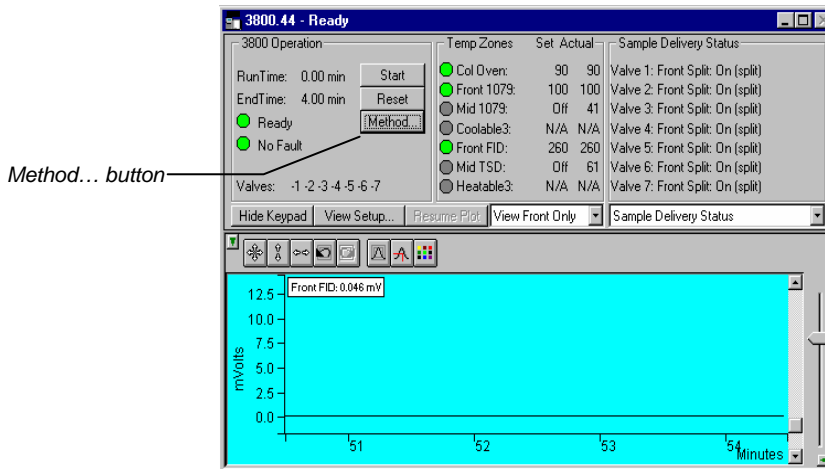 3800.44 - Ready
3800 Operation
RunTime: 0.00 min
Start
EndTime: 4.00 min
Reset
Ready
Method...
No Fault
Valves: -1 -2 -3 -4 -5 -6 -7
Temp Zones Set Actual
Col Oven: 90 90
Front 1079: 100 100
Mid 1079: Off 41
Coolable3: N/A N/A
Front FID: 260 260
Mid TSD: Off 61
Heatable3: N/A N/A
Sample Delivery Status
Valve 1: Front Split: On (split)
Valve 2: Front Split: On (split)
Valve 3: Front Split: On (split)
Valve 4: Front Split: On (split)
Valve 5: Front Split: On (split)
Valve 6: Front Split: On (split)
Valve 7: Front Split: On (split)
Method… button
Hide Keypad View Setup... Resume Plot View Front Only Sample Delivery Status
Front FID: 0.046 mV
12.5
10.0
7.5
5.0
2.5
0.0
mVolts
51 52 53 54
Minutes